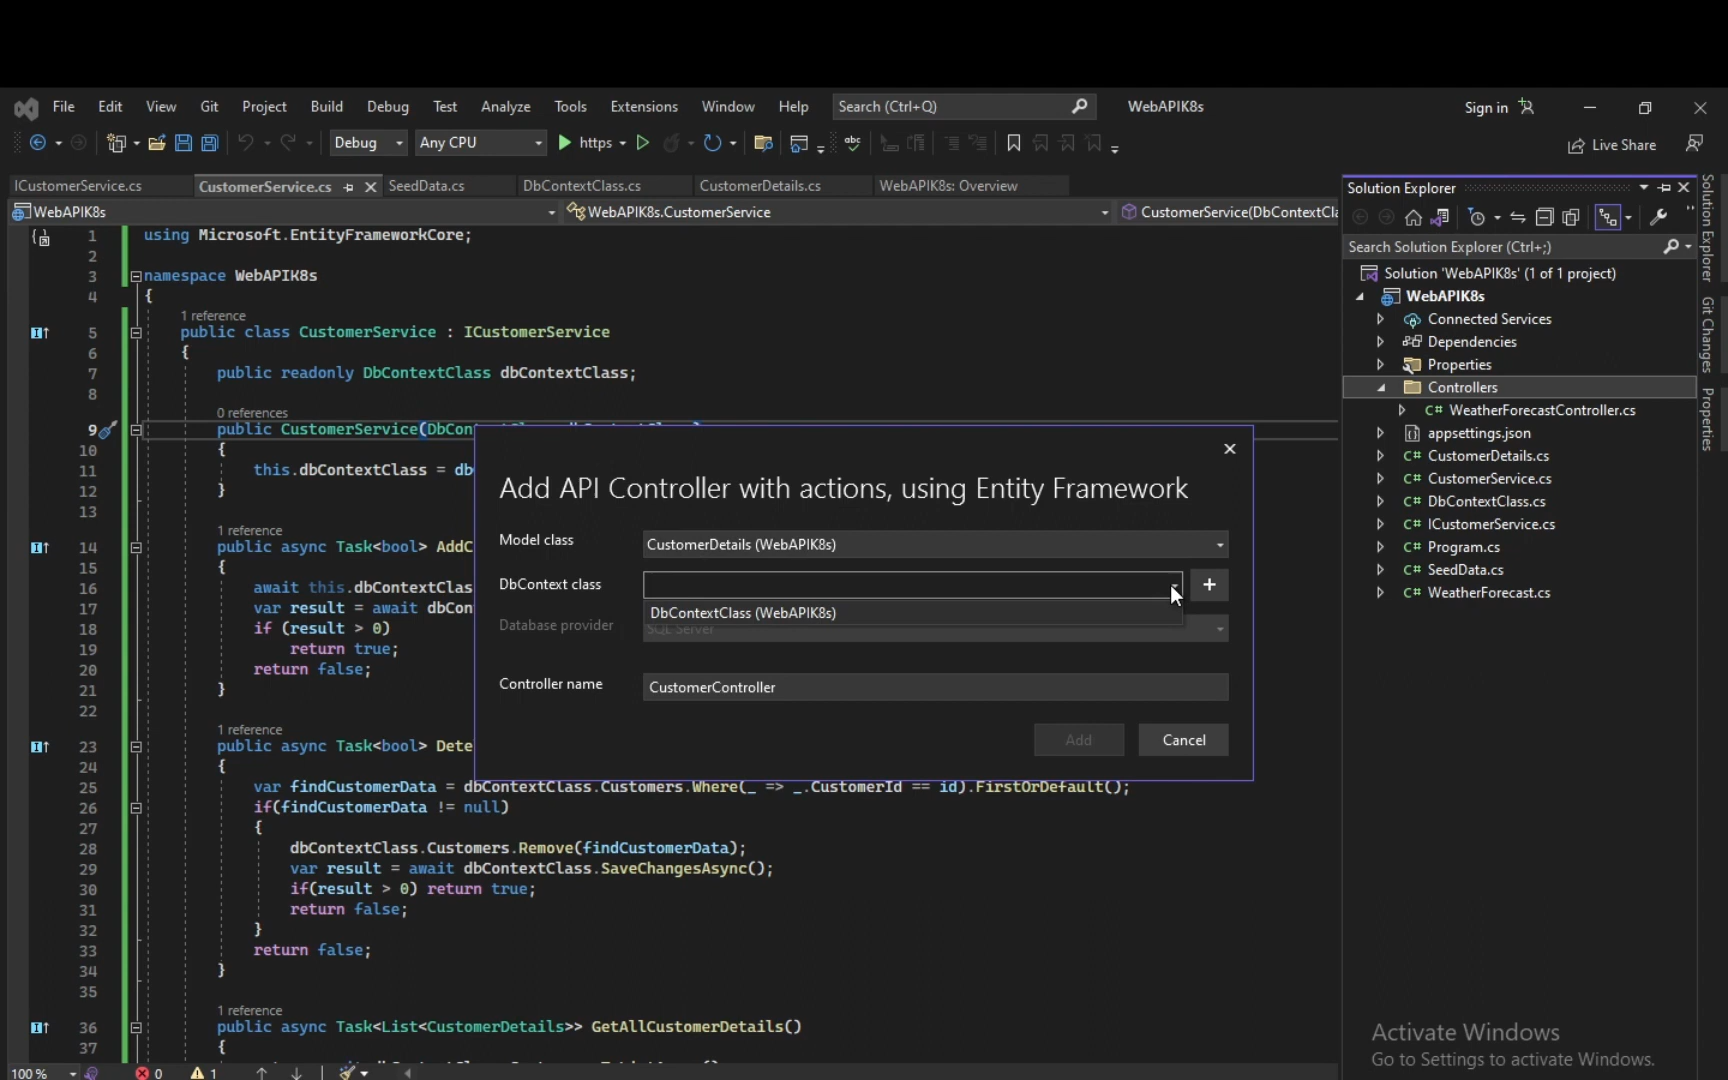 File Edit View Git Project Build Debug Test Analyze Tools Extensions Window Help Search (Ctrl+Q) WebAPIK8s Sign in
Debug Any CPU https abc Live Share
ICustomerService.cs CustomerService.cs SeedData.cs DbContextClass.cs CustomerDetails.cs WebAPIK8s: Overview
WebAPIK8s WebAPIK8s.CustomerService CustomerService(DbContextCla
1 using Microsoft.EntityFrameworkCore;
2
3 namespace WebAPIK8s
4 {
1 reference
5 public class CustomerService : ICustomerService
6 {
7 public readonly DbContextClass dbContextClass;
8
0 references
9 public CustomerService(DbCon
10 {
11 this.dbContextClass = db
12 }
13
1 reference
14 public async Task<bool> AddC
15 {
16 await this.dbContextClas
17 var result = await dbCon
18 if (result > 0)
19 return true;
20 return false;
21 }
22
1 reference
23 public async Task<bool> Dete
24 {
25 var findCustomerData = dbContextClass.Customers.Where(_ => _.CustomerId == id).FirstOrDefault();
26 if(findCustomerData != null)
27 {
28 dbContextClass.Customers.Remove(findCustomerData);
29 var result = await dbContextClass.SaveChangesAsync();
30 if(result > 0) return true;
31 return false;
32 }
33 return false;
34 }
35
1 reference
36 public async Task<List<CustomerDetails>> GetAllCustomerDetails()
37 {
100 % 0 1
Add API Controller with actions, using Entity Framework
Model class CustomerDetails (WebAPIK8s)
DbContext class
DbContextClass (WebAPIK8s)
Database provider SQL Server
Controller name CustomerController
Add Cancel
Solution Explorer
Search Solution Explorer (Ctrl+;)
Solution 'WebAPIK8s' (1 of 1 project)
WebAPIK8s
Connected Services
Dependencies
Properties
Controllers
C# WeatherForecastController.cs
appsettings.json
C# CustomerDetails.cs
C# CustomerService.cs
C# DbContextClass.cs
C# ICustomerService.cs
C# Program.cs
C# SeedData.cs
C# WeatherForecast.cs
Solution Explorer
Git Changes
Properties
Activate Windows
Go to Settings to activate Windows.